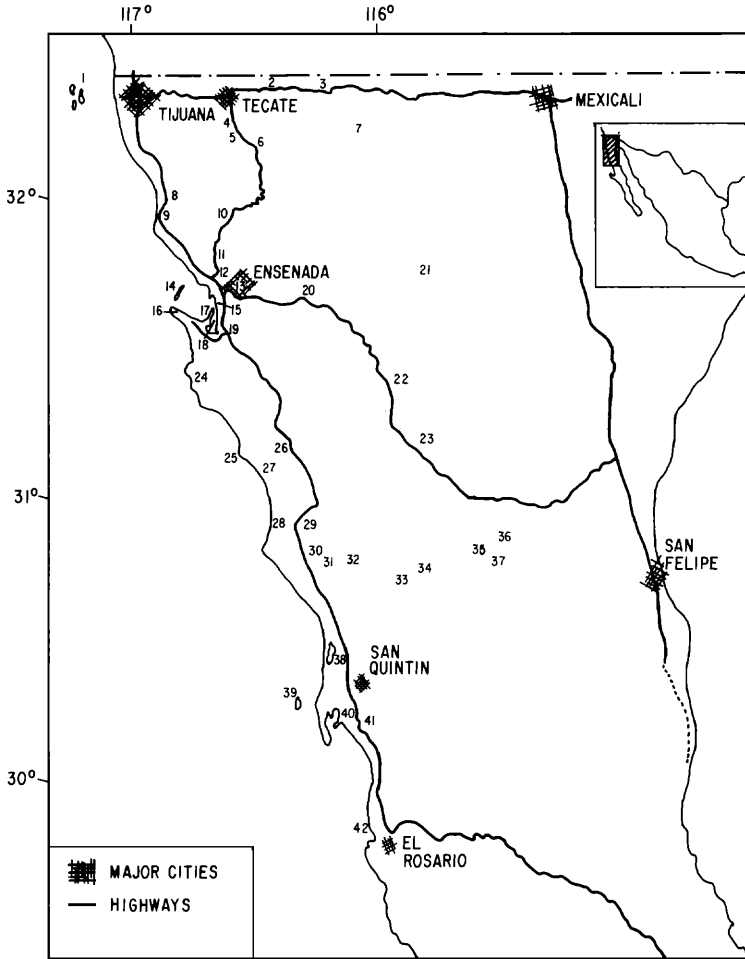 117° 116°
1
2 3
TIJUANA TECATE MEXICALI
4
5 6 7
32°
8
9 10
11
12 ENSENADA
13 21
14 20
16 17 15
18 19
24 22
23
26
25 27
31°
28 29
30 31 32 33 34 35 36 37
SAN
FELIPE
38 SAN
QUINTIN
39 40 41
30°
42
EL
ROSARIO
MAJOR CITIES
HIGHWAYS